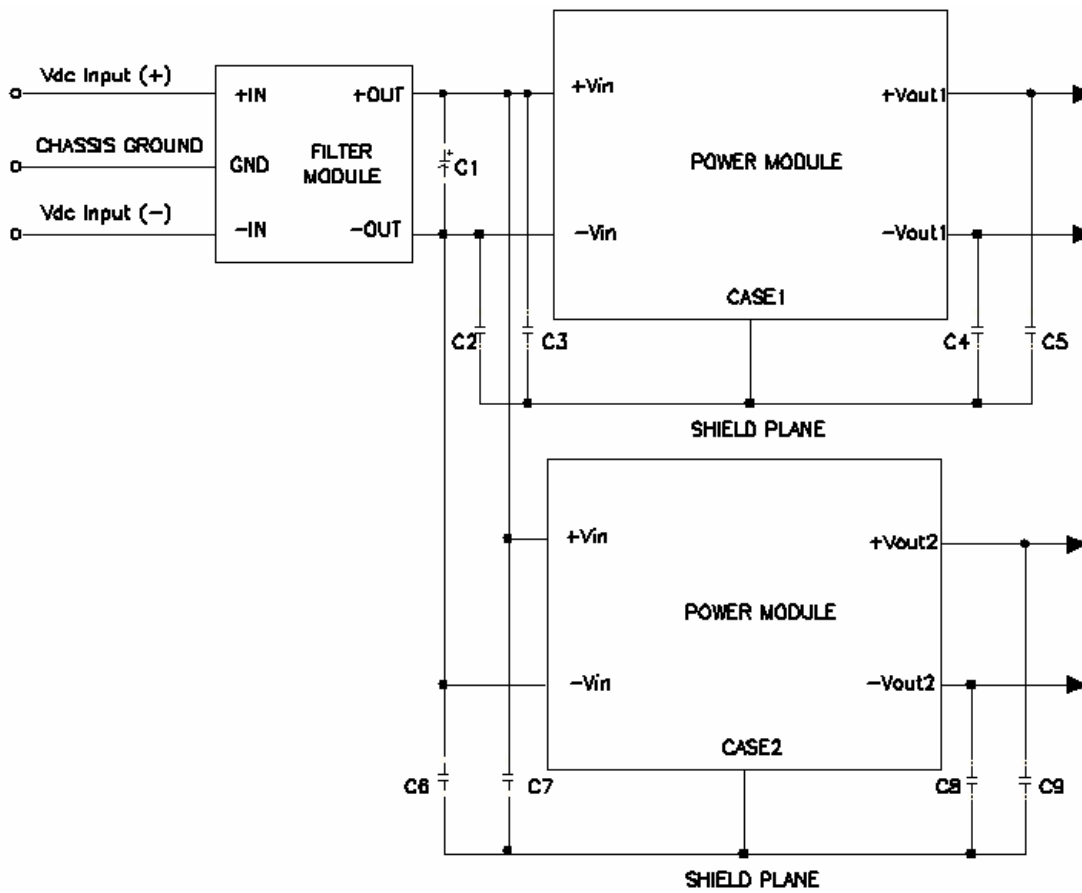 Vdc Input (+)
CHASSIS GROUND
Vdc Input (−)
+IN
+OUT
GND
FILTER
MODULE
−IN
−OUT
+
C1
+Vin
+Vout1
POWER MODULE
−Vin
−Vout1
CASE1
C2
C3
C4
C5
SHIELD PLANE
+Vin
+Vout2
POWER MODULE
−Vin
−Vout2
CASE2
C6
C7
C8
C9
SHIELD PLANE